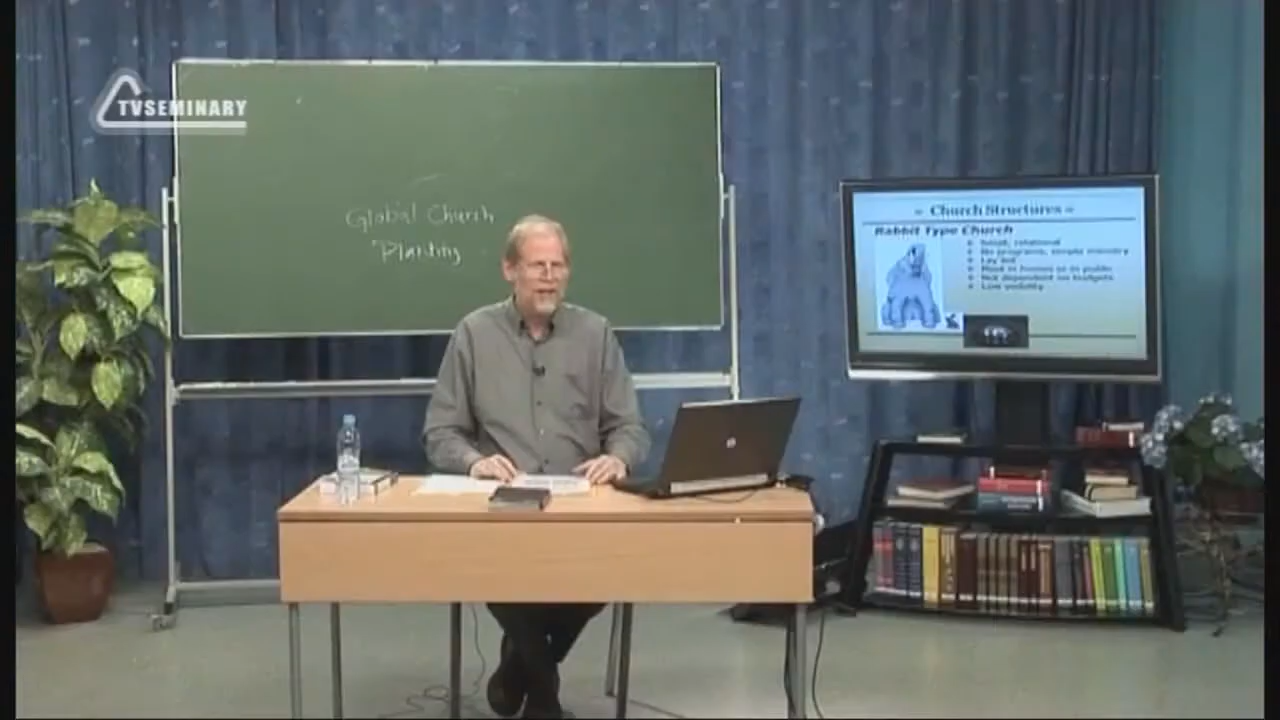 TVSEMINARY
Global Church
Planting
Church Structures
Rabbit Type Church
Small, relational
No programs, simple ministry
Lay led
Meet in homes or in public
Not dependent on budgets
Low visibility